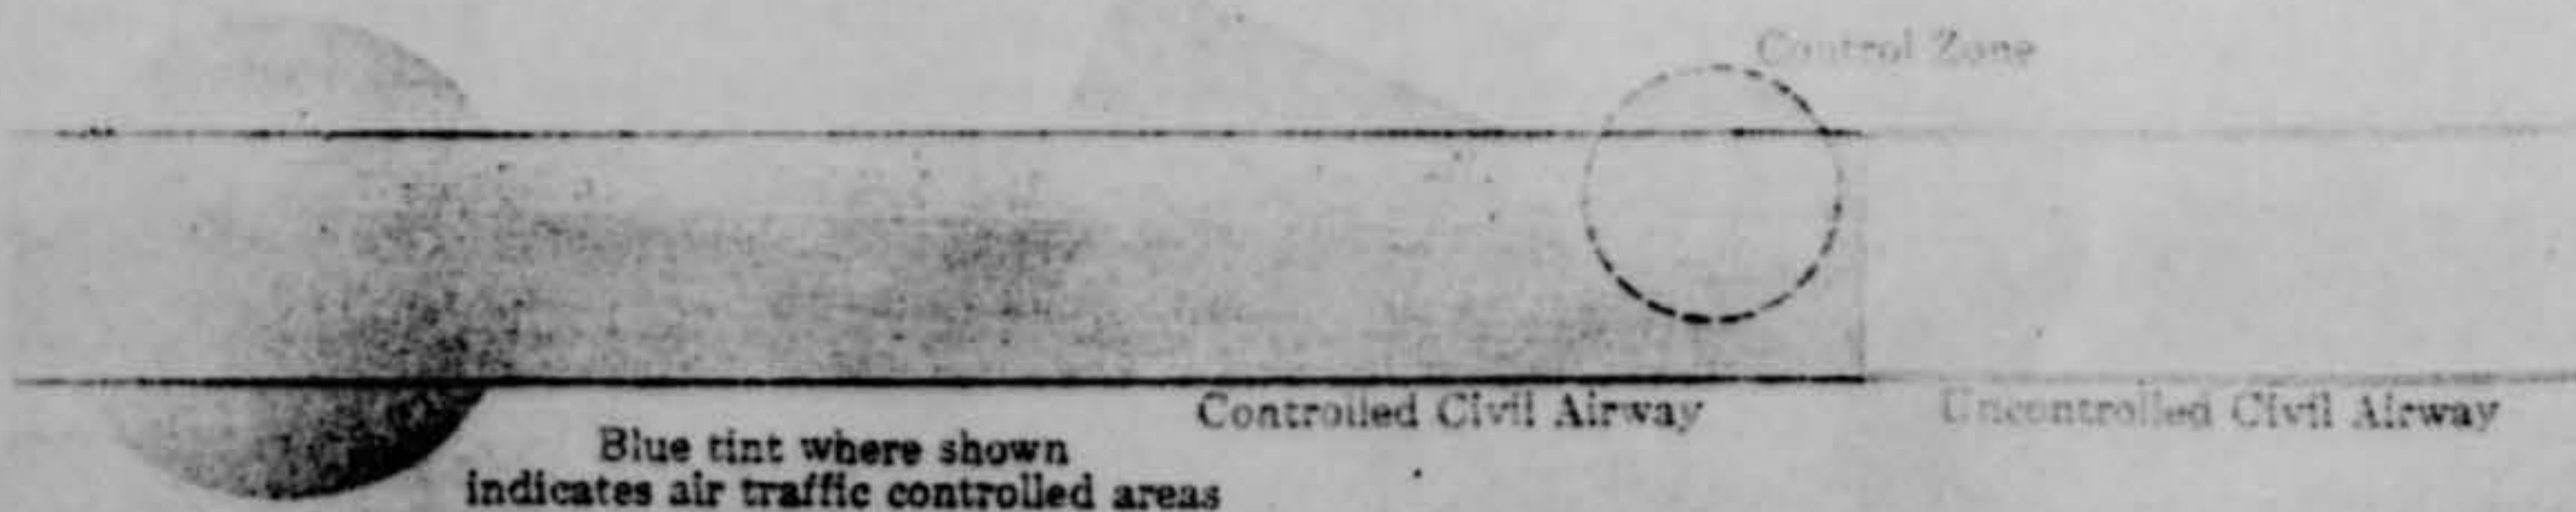 Control Zone
Controlled Civil Airway
Uncontrolled Civil Airway
Blue tint where shown
indicates air traffic controlled areas